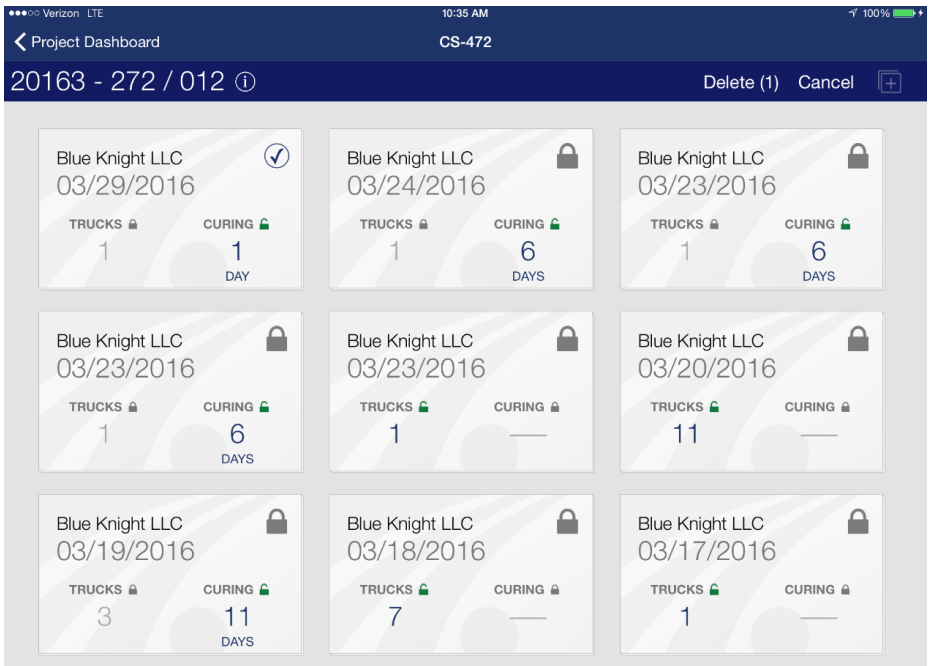 ●●●○○ Verizon LTE 10:35 AM 100%
Project Dashboard CS-472
20163 - 272 / 012 Delete (1) Cancel
Blue Knight LLC Blue Knight LLC Blue Knight LLC
03/29/2016 03/24/2016 03/23/2016
TRUCKS CURING TRUCKS CURING TRUCKS CURING
1 1 1 6 1 6
DAY DAYS DAYS
Blue Knight LLC Blue Knight LLC Blue Knight LLC
03/23/2016 03/23/2016 03/20/2016
TRUCKS CURING TRUCKS CURING TRUCKS CURING
1 6 1 — 11 —
DAYS
Blue Knight LLC Blue Knight LLC Blue Knight LLC
03/19/2016 03/18/2016 03/17/2016
TRUCKS CURING TRUCKS CURING TRUCKS CURING
3 11 7 — 1 —
DAYS